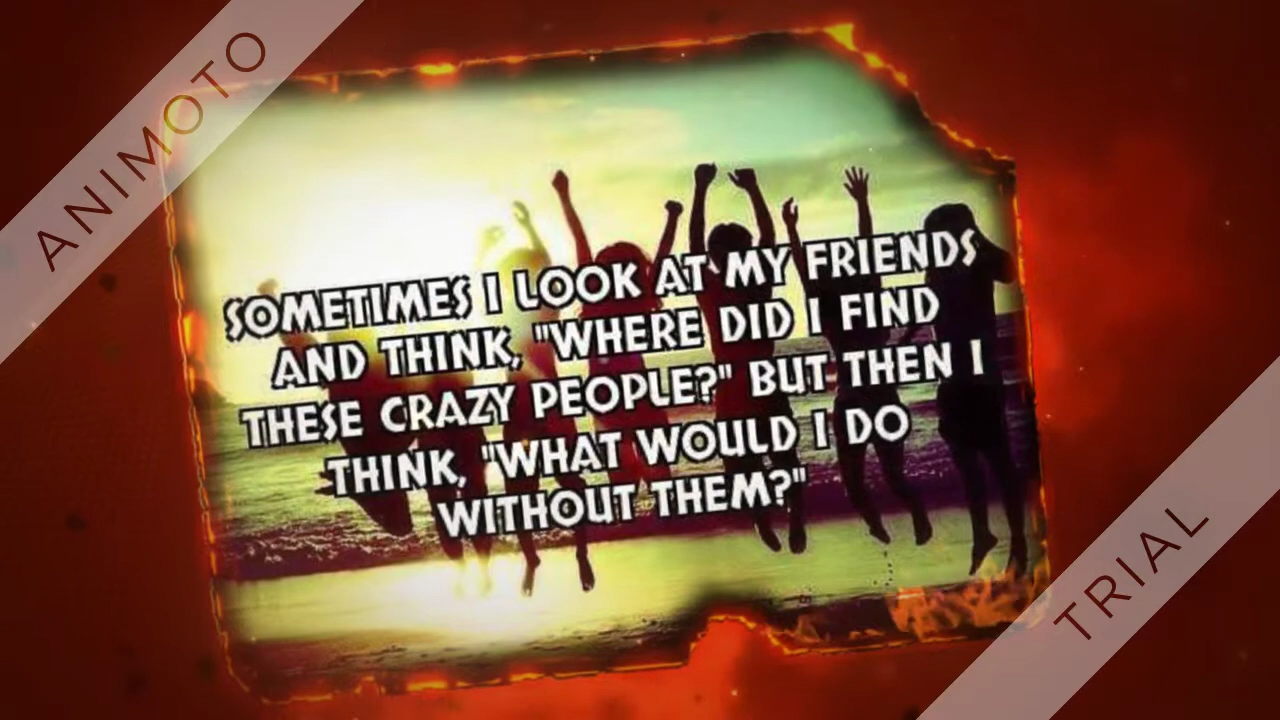 ANIMOTO
SOMETIMES I LOOK AT MY FRIENDS
AND THINK, "WHERE DID I FIND
THESE CRAZY PEOPLE?" BUT THEN I
THINK, "WHAT WOULD I DO
WITHOUT THEM?"
TRIAL